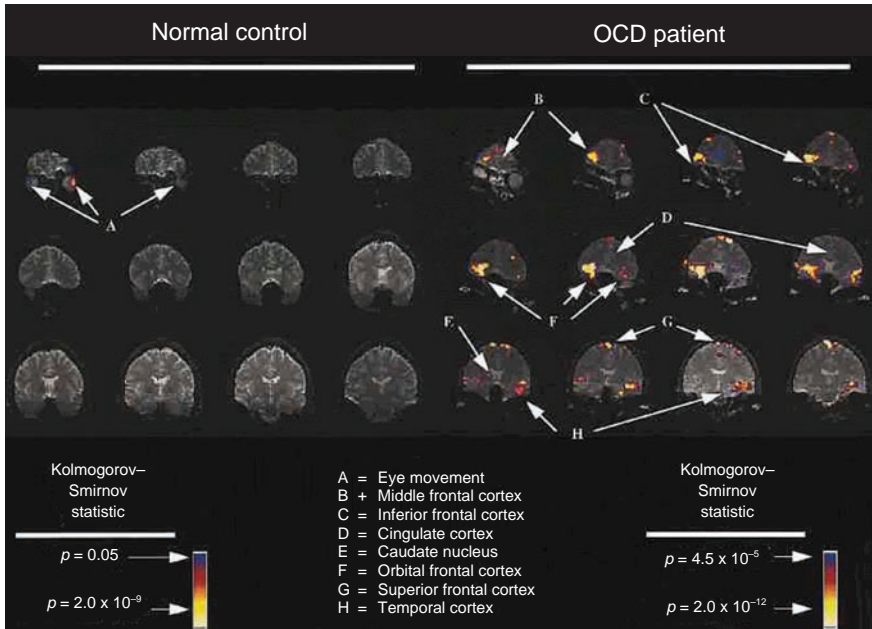 Normal control
OCD patient
B
C
A
D
E
F
G
H
Kolmogorov–
Smirnov
statistic
p = 0.05
p = 2.0 x 10⁻⁹
A = Eye movement
B + Middle frontal cortex
C = Inferior frontal cortex
D = Cingulate cortex
E = Caudate nucleus
F = Orbital frontal cortex
G = Superior frontal cortex
H = Temporal cortex
Kolmogorov–
Smirnov
statistic
p = 4.5 x 10⁻⁵
p = 2.0 x 10⁻¹²